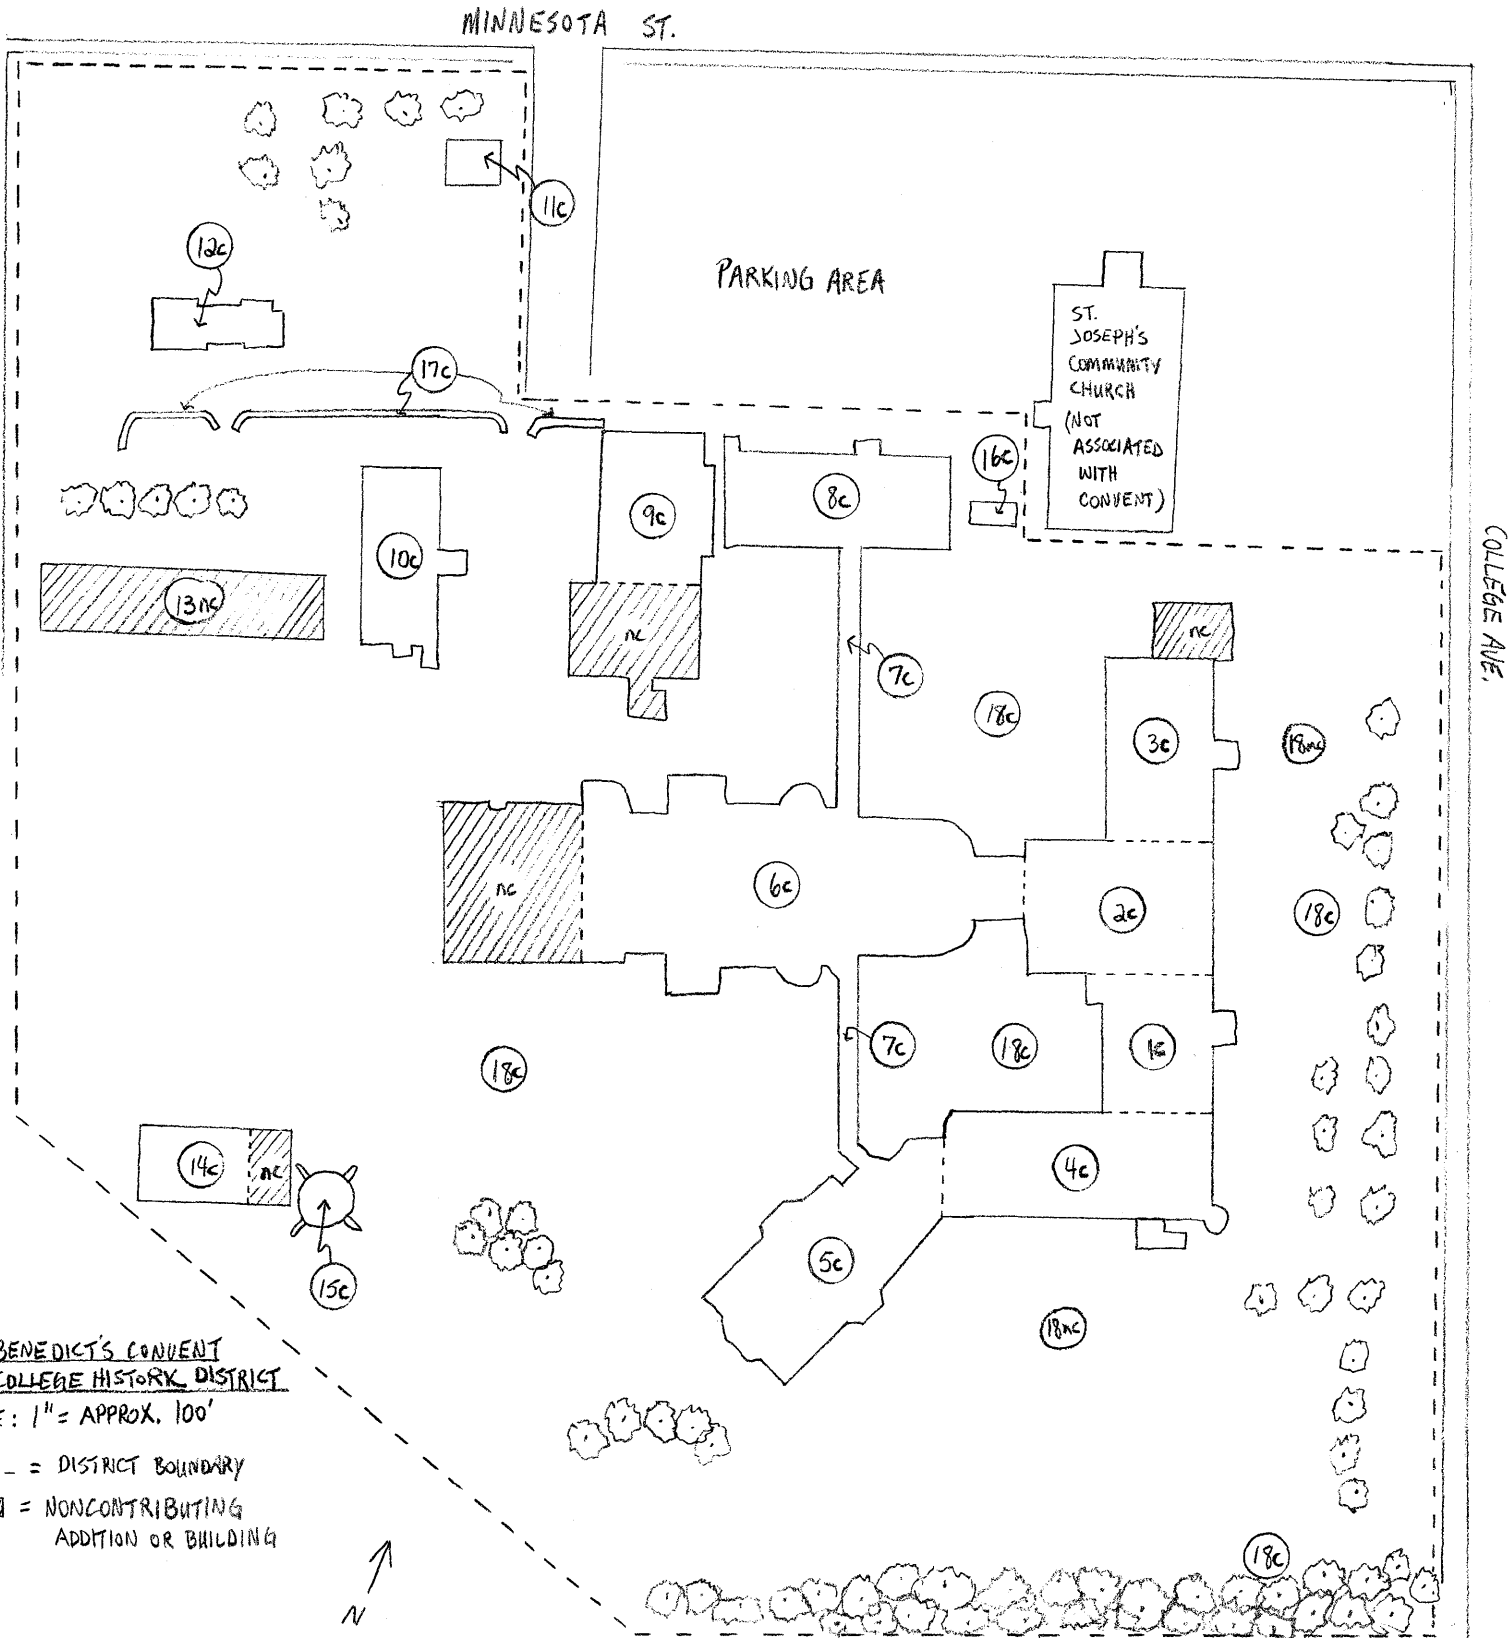 MINNESOTA ST.
11c
12c
PARKING AREA
ST.
JOSEPH'S
COMMUNITY
CHURCH
(NOT
ASSOCIATED
WITH
CONVENT)
17c
16c
8c
9c
10c
COLLEGE AVE.
13nc
nc
nc
7c
18c
3c
18nc
6c
nc
2c
18c
7c
18c
1c
18c
14c
nc
4c
5c
15c
18nc
BENEDICT'S CONVENT
COLLEGE HISTORIC DISTRICT
E: 1" = APPROX. 100'
_ = DISTRICT BOUNDARY
= NONCONTRIBUTING
ADDITION OR BUILDING
18c
N